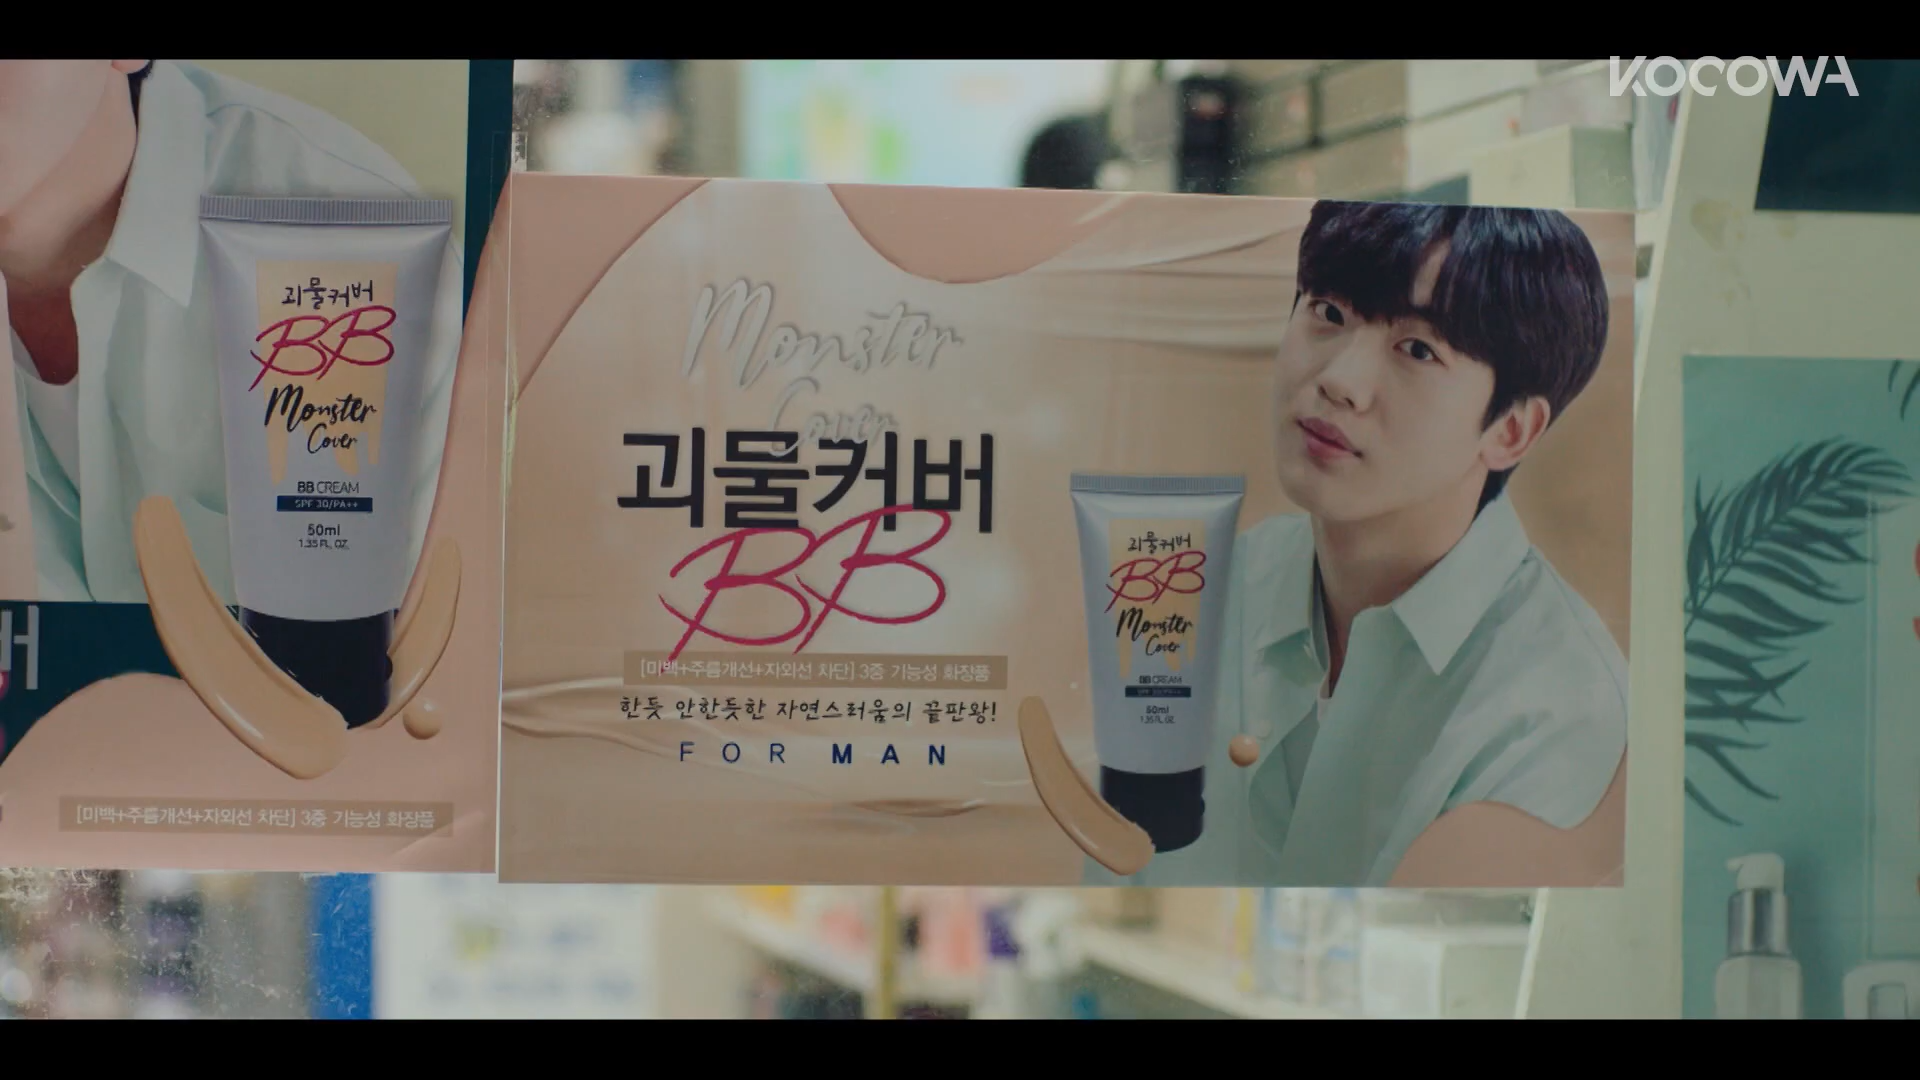 KOCOWA
괴물커버
BB
Monster
Cover
BB CREAM
SPF 30/PA++
50ml
1.35 FL. OZ.
[미백+주름개선+자외선 차단] 3중 기능성 화장품
버
Monster
Cover
괴물커버
BB
[미백+주름개선+자외선 차단] 3중 기능성 화장품
한듯 안한듯한 자연스러움의 끝판왕!
FOR MAN
괴물커버
BB
Monster
Cover
BB CREAM
SPF 30/PA++
50ml
1.35 FL. OZ.